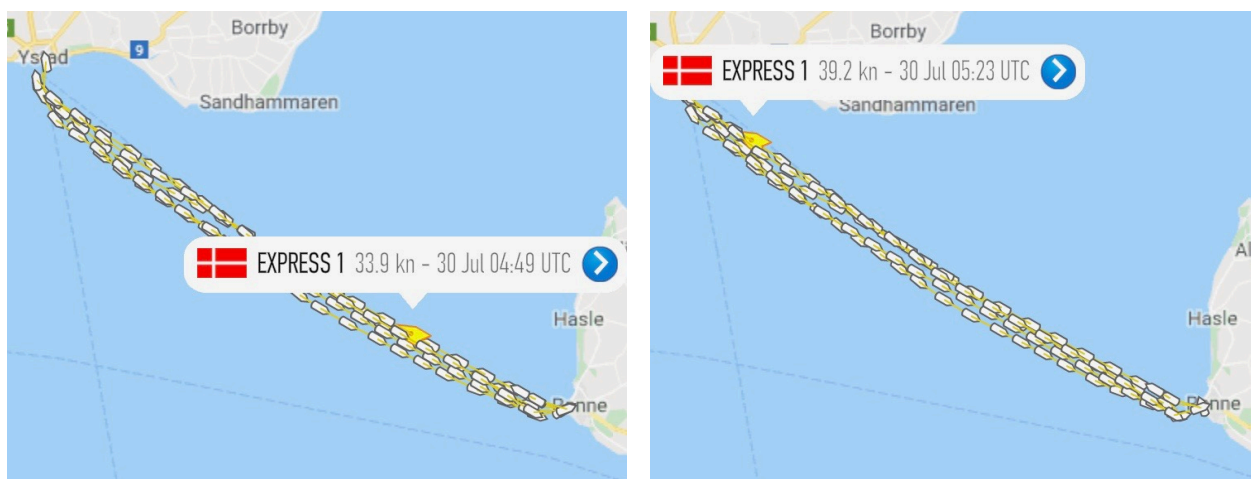 Borrby
Ystad
9
Sandhammaren
EXPRESS 1 33.9 kn - 30 Jul 04:49 UTC
Hasle
Rønne
Borrby
EXPRESS 1 39.2 kn - 30 Jul 05:23 UTC
Sandhammaren
Al
Hasle
Rønne